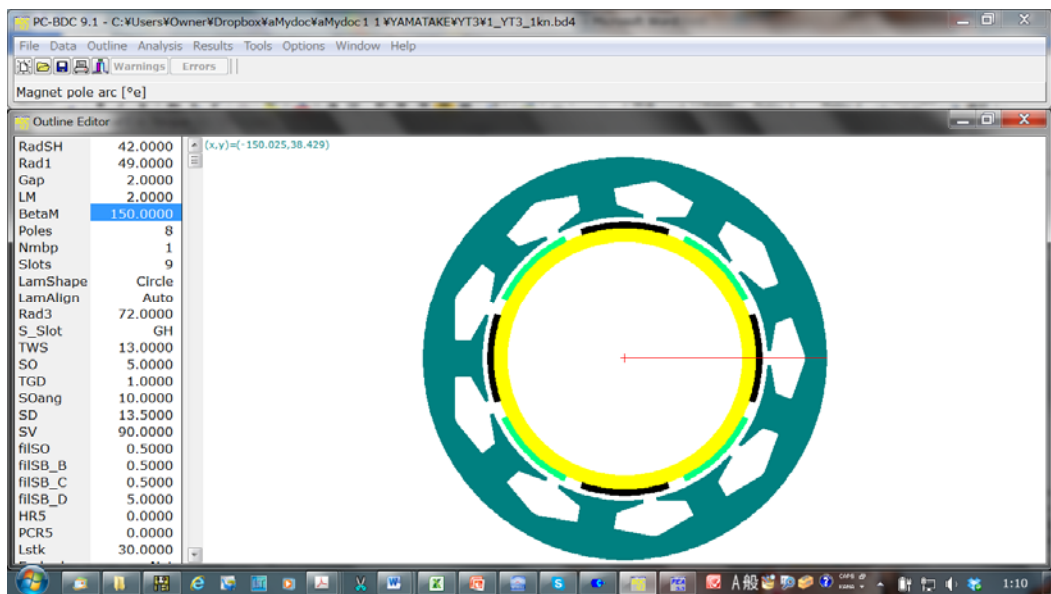 PC-BDC 9.1 - C:¥Users¥Owner¥Dropbox¥aMydoc¥aMydoc1 1¥YAMATAKE¥YT3¥1_YT3_1kn.bd4
File Data Outline Analysis Results Tools Options Window Help
Warnings Errors
Magnet pole arc [°e]
Outline Editor
RadSH 42.0000 (x,y)=(-150.025,38.429)
Rad1 49.0000
Gap 2.0000
LM 2.0000
BetaM 150.0000
Poles 8
Nmbp 1
Slots 9
LamShape Circle
LamAlign Auto
Rad3 72.0000
S_Slot GH
TWS 13.0000
SO 5.0000
TGD 1.0000
SOang 10.0000
SD 13.5000
SV 90.0000
filSO 0.5000
filSB_B 0.5000
filSB_C 0.5000
filSB_D 5.0000
HR5 0.0000
PCR5 0.0000
Lstk 30.0000
A 般 CAPS KANA 1:10